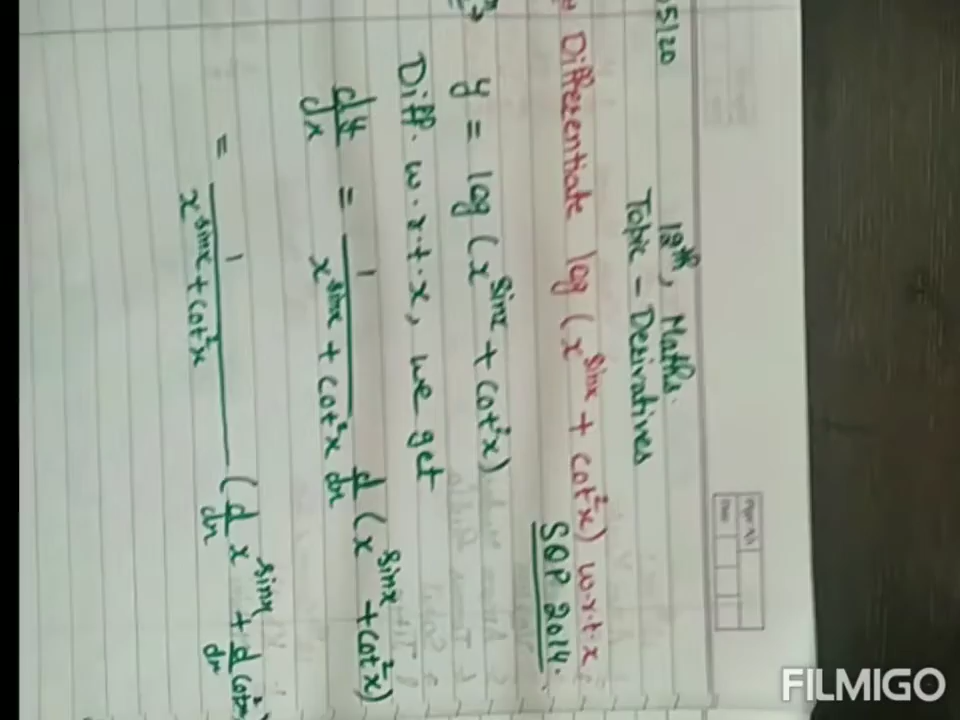 5/20
12th, Maths.
Topic - Derivatives
Differentiate log (x^sinx + cot²x) w.r.t.x,
SQP 2014.
y = log (x^sinx + cot²x)
Diff. w.r.t.x, we get
dy/dx = 1/(x^sinx + cot²x) d/dx (x^sinx + cot²x)
= 1/(x^sinx + cot²x) (d/dx x^sinx + d/dx cot²x)
FILMIGO